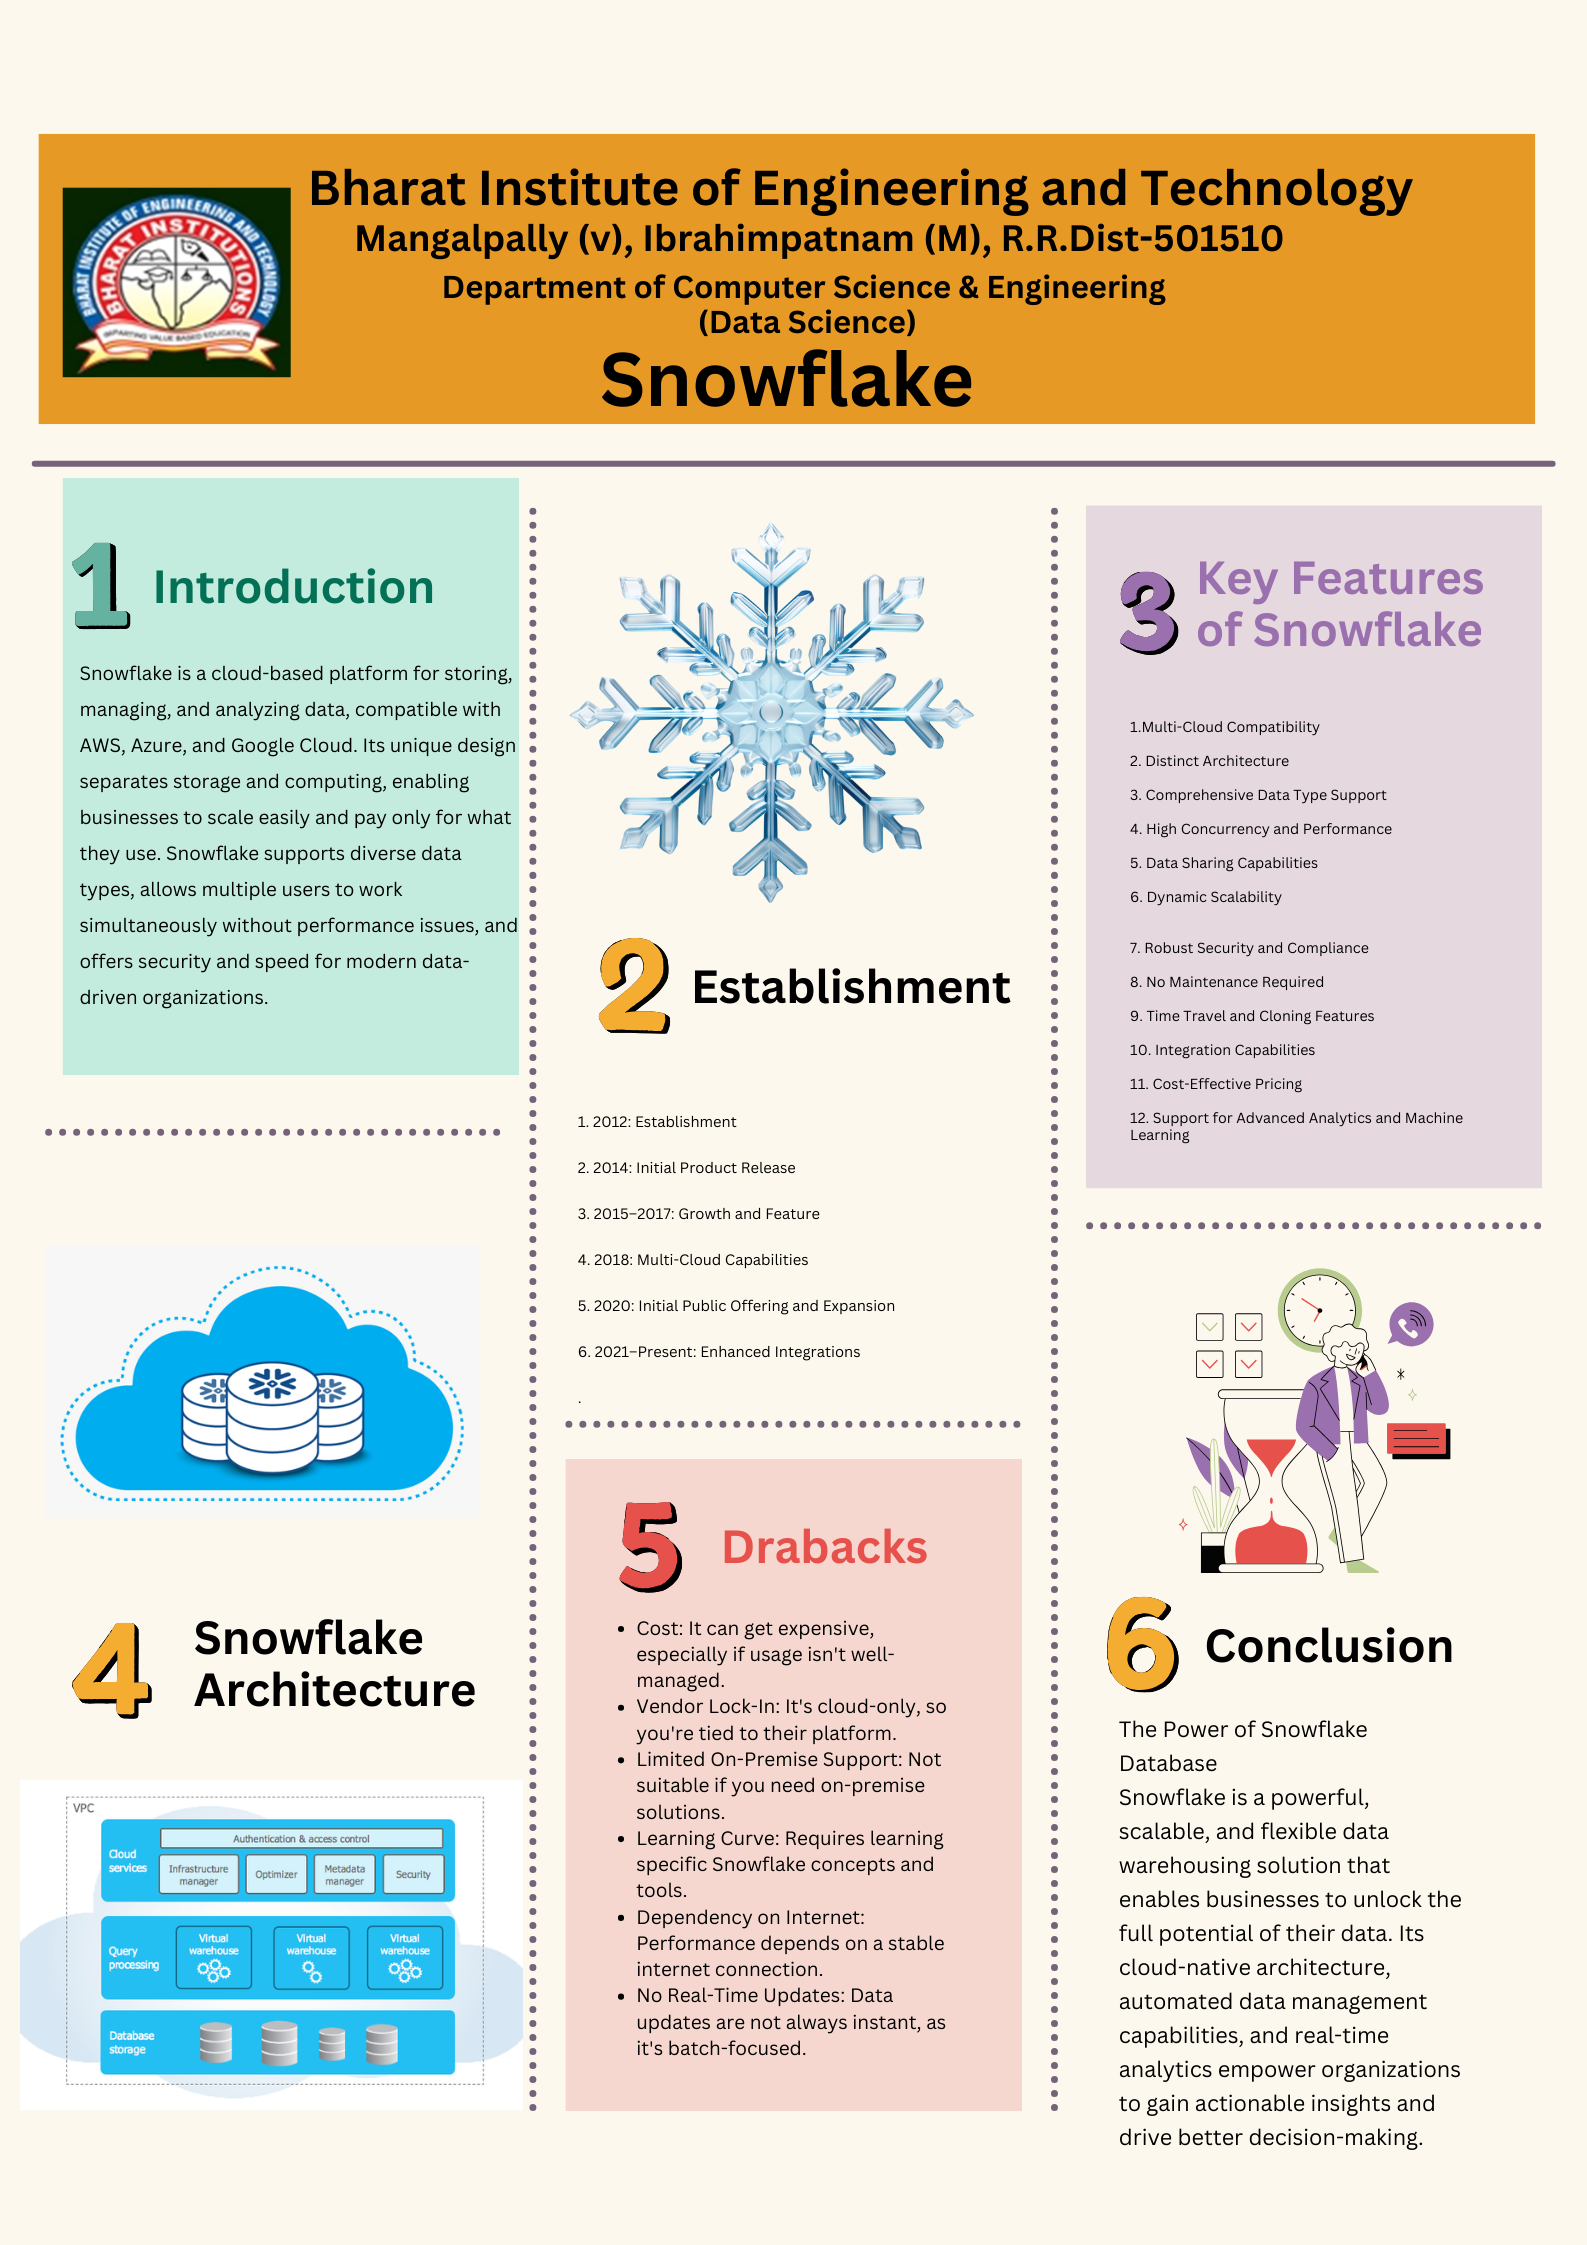 Bharat Institute of Engineering and Technology
Mangalpally (v), Ibrahimpatnam (M), R.R.Dist-501510
Department of Computer Science & Engineering
(Data Science)
Snowflake
BHARAT INSTITUTE OF ENGINEERING AND TECHNOLOGY
BHARAT INSTITUTIONS
IMPARTING VALUE BASED EDUCATION
1 Introduction
Snowflake is a cloud-based platform for storing,
managing, and analyzing data, compatible with
AWS, Azure, and Google Cloud. Its unique design
separates storage and computing, enabling
businesses to scale easily and pay only for what
they use. Snowflake supports diverse data
types, allows multiple users to work
simultaneously without performance issues, and
offers security and speed for modern data-
driven organizations.
2 Establishment
1. 2012: Establishment
2. 2014: Initial Product Release
3. 2015–2017: Growth and Feature
4. 2018: Multi-Cloud Capabilities
5. 2020: Initial Public Offering and Expansion
6. 2021–Present: Enhanced Integrations
.
3 Key Features
of Snowflake
1.Multi-Cloud Compatibility
2. Distinct Architecture
3. Comprehensive Data Type Support
4. High Concurrency and Performance
5. Data Sharing Capabilities
6. Dynamic Scalability
7. Robust Security and Compliance
8. No Maintenance Required
9. Time Travel and Cloning Features
10. Integration Capabilities
11. Cost-Effective Pricing
12. Support for Advanced Analytics and Machine
Learning
4 Snowflake
Architecture
VPC
Cloud
services
Authentication & access control
Infrastructure
manager
Optimizer
Metadata
manager
Security
Query
processing
Virtual
warehouse
Virtual
warehouse
Virtual
warehouse
Database
storage
5 Drabacks
• Cost: It can get expensive,
especially if usage isn't well-
managed.
• Vendor Lock-In: It's cloud-only, so
you're tied to their platform.
• Limited On-Premise Support: Not
suitable if you need on-premise
solutions.
• Learning Curve: Requires learning
specific Snowflake concepts and
tools.
• Dependency on Internet:
Performance depends on a stable
internet connection.
• No Real-Time Updates: Data
updates are not always instant, as
it's batch-focused.
6 Conclusion
The Power of Snowflake
Database
Snowflake is a powerful,
scalable, and flexible data
warehousing solution that
enables businesses to unlock the
full potential of their data. Its
cloud-native architecture,
automated data management
capabilities, and real-time
analytics empower organizations
to gain actionable insights and
drive better decision-making.